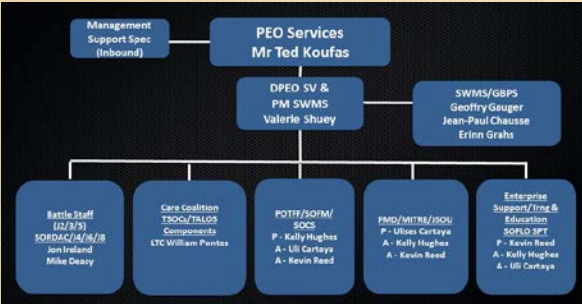 Management
Support Spec
(Inbound)
PEO Services
Mr Ted Koufas
DPEO SV &
PM SWMS
Valerie Shuey
SWMS/GBPS
Geoffry Gauger
Jean-Paul Chausse
Erinn Grahs
Battle Staff
(J2/3/5)
SORDAC/J4/J6/J8
Jon Ireland
Mike Deacy
Care Coalition
TSOCs/TALOS
Components
LTC William Pontes
POTFF/SOFM/
SOCS
P - Kelly Hughes
A - Uli Cartaya
A - Kevin Reed
FMD/MITRE/JSOU
P - Ulises Cartaya
A - Kelly Hughes
A - Kevin Reed
Enterprise
Support/Trng &
Education
SOFLO SPT
P - Kevin Reed
A - Kelly Hughes
A - Uli Cartaya